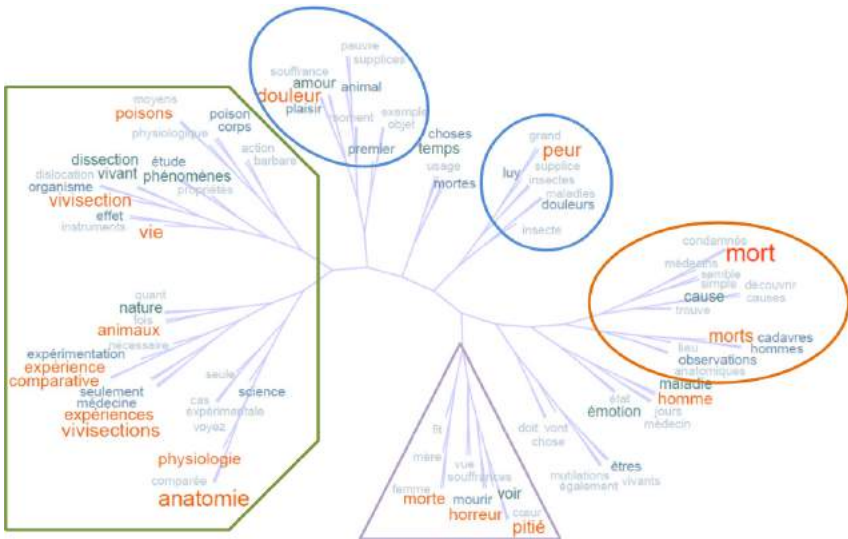 pauvre
supplices
souffrance
amour animal
douleur
plaisir
moment
exemple
objet
premier
choses
temps
usage
mortes
grand
peur
supplice
luy
insectes
maladies
douleurs
insecte
moyens
poisons
poison
corps
physiologique
action
barbare
dissection
vivant
étude
phénomènes
dislocation
organisme
propriétés
vivisection
effet
instruments
vie
quant
nature
fois
animaux
nécessaire
expérimentation
expérience
comparative
seulement
médecine
expériences
vivisections
seule
science
cas
expérimentale
voyez
physiologie
comparée
anatomie
condamnés
mort
médecins
semble
simple
découvrir
cause
causes
trouve
morts cadavres
hommes
lieu
observations
anatomiques
maladie
homme
état
émotion
jours
médecin
doit vont
chose
êtres
mutilations
également
vivants
fit
mère
vue
souffrances
femme
morte
mourir
voir
horreur
cœur
pitié